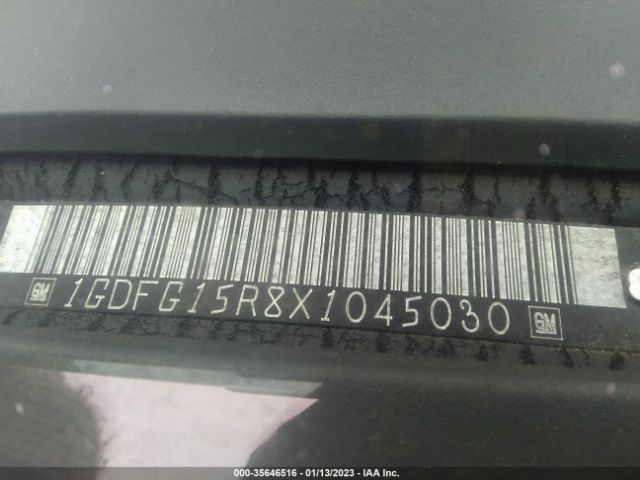 GM 1GDFG15R8X1045030 GM
000-35646516 - 01/13/2023 - IAA Inc.